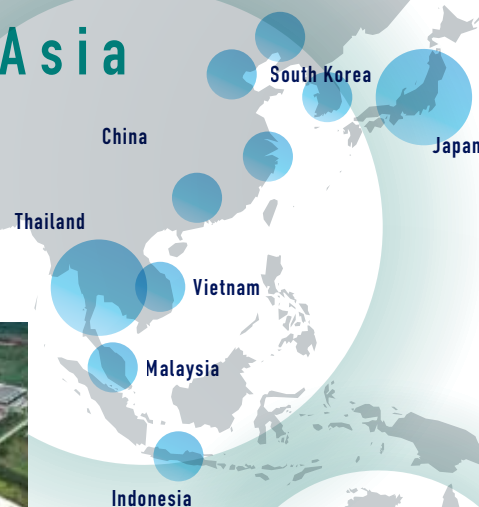 Asia
South Korea
China
Japan
Thailand
Vietnam
Malaysia
Indonesia